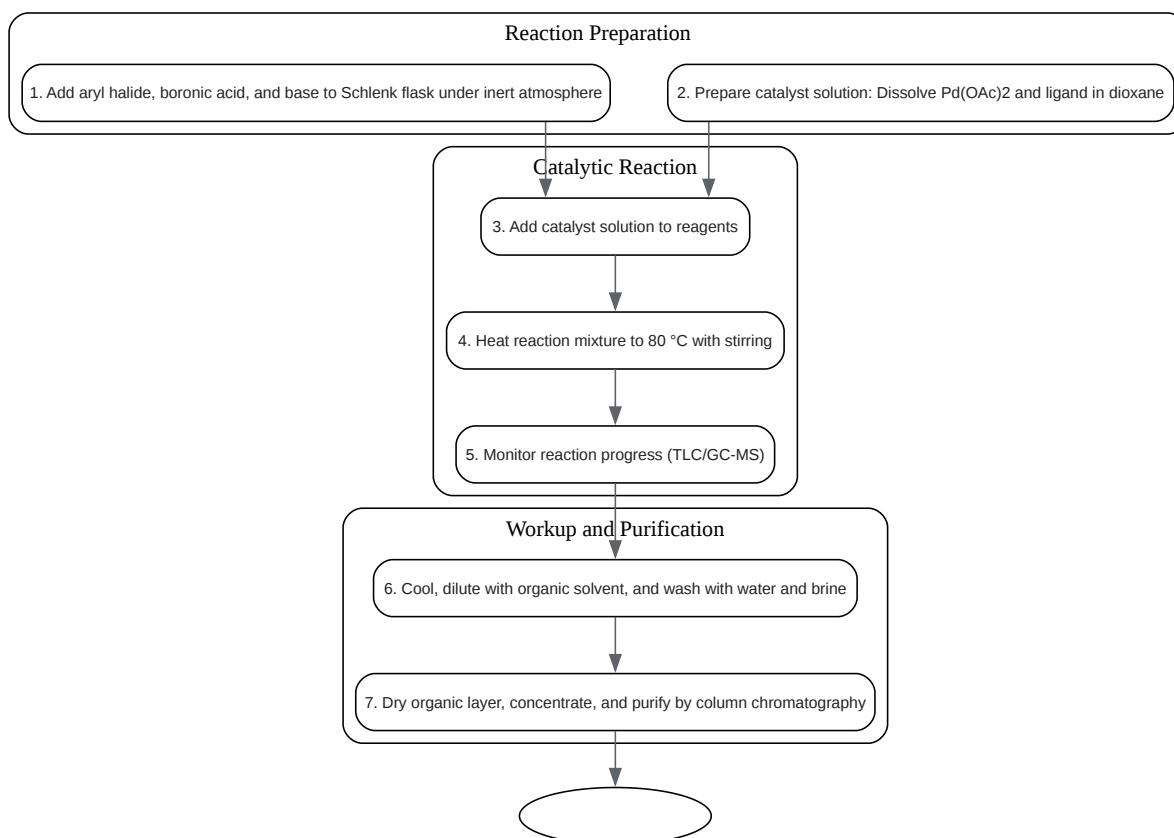 Reaction Preparation
1. Add aryl halide, boronic acid, and base to Schlenk flask under inert atmosphere
2. Prepare catalyst solution: Dissolve Pd(OAc)2 and ligand in dioxane
Catalytic Reaction
3. Add catalyst solution to reagents
4. Heat reaction mixture to 80 °C with stirring
5. Monitor reaction progress (TLC/GC-MS)
Workup and Purification
6. Cool, dilute with organic solvent, and wash with water and brine
7. Dry organic layer, concentrate, and purify by column chromatography